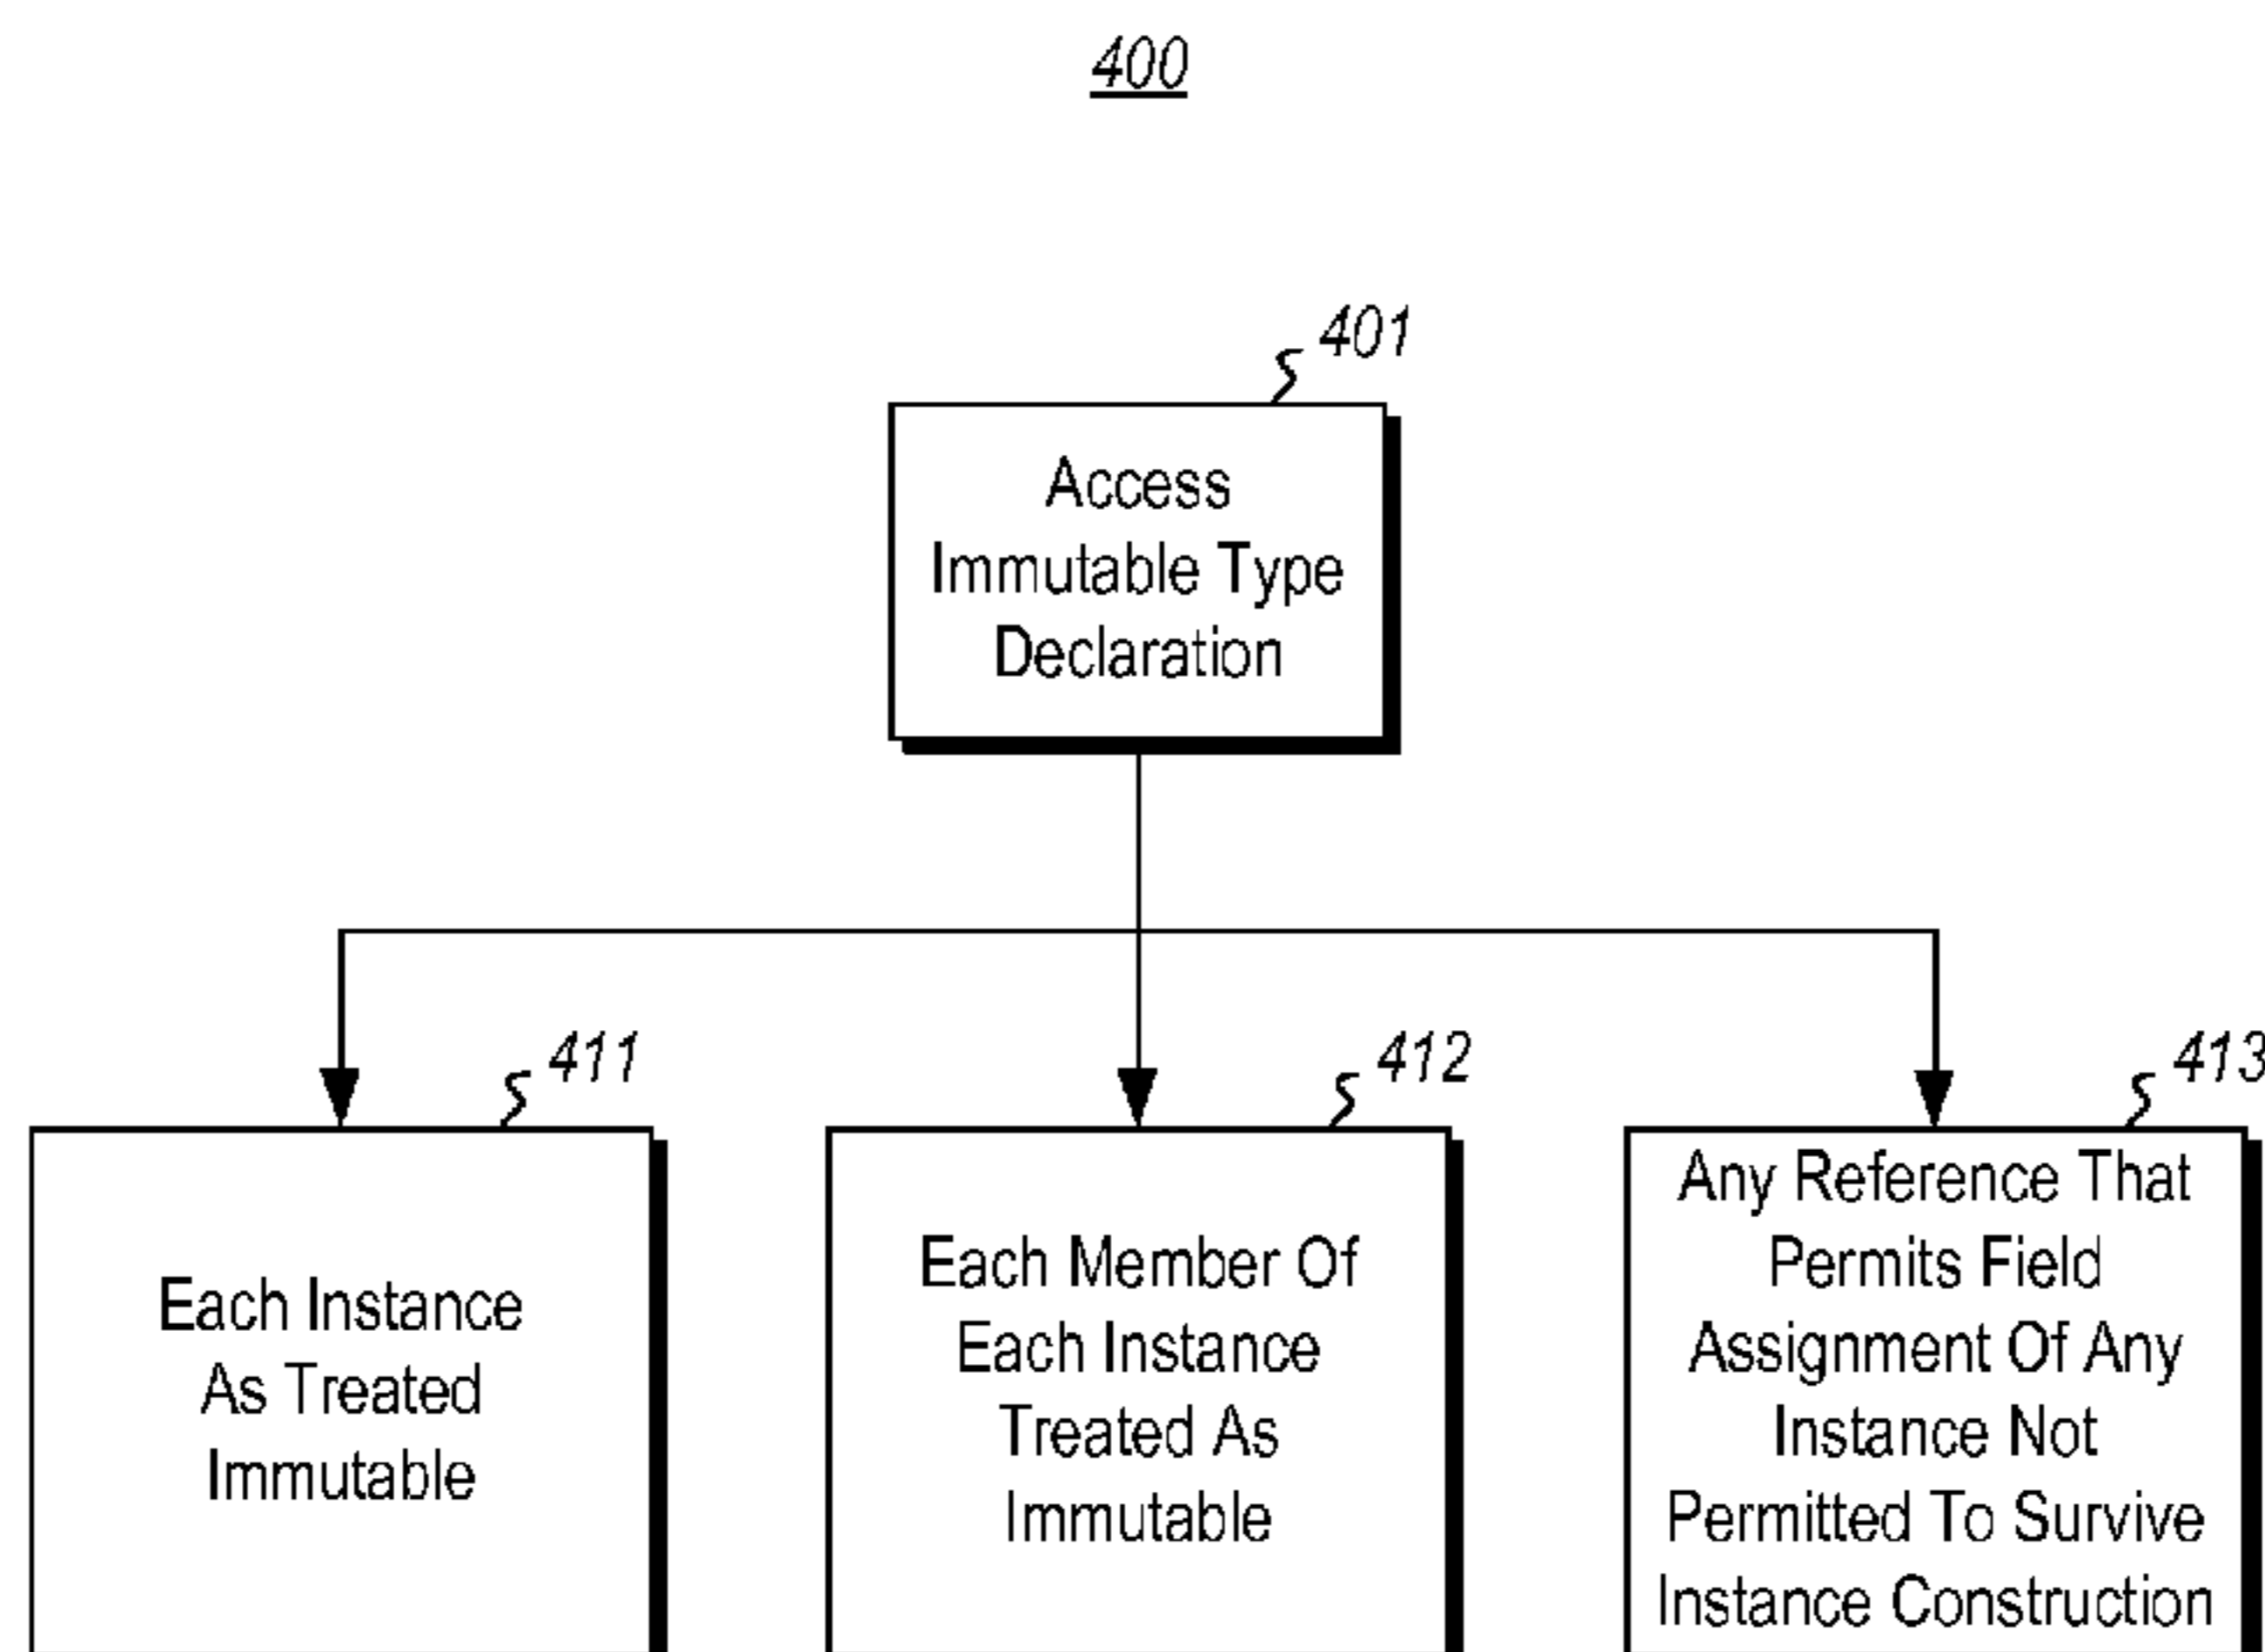 400
401
Access
Immutable Type
Declaration
411
Each Instance
As Treated
Immutable
412
Each Member Of
Each Instance
Treated As
Immutable
413
Any Reference That
Permits Field
Assignment Of Any
Instance Not
Permitted To Survive
Instance Construction